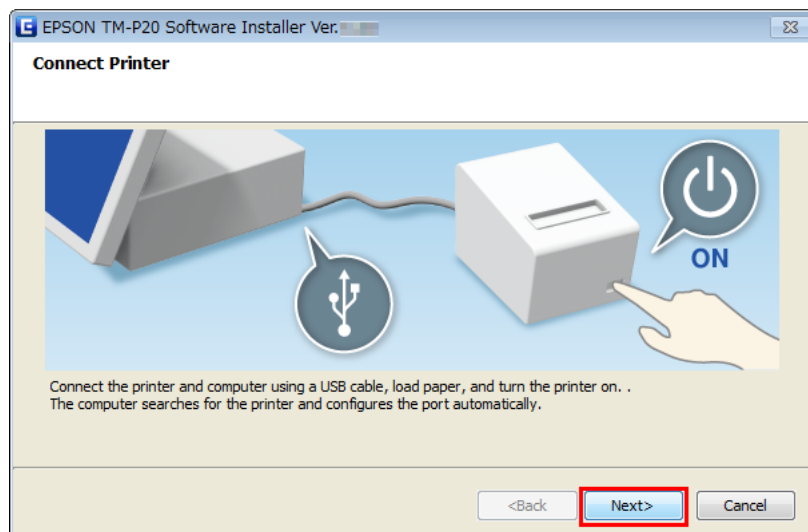 EPSON TM-P20 Software Installer Ver.
Connect Printer
ON
Connect the printer and computer using a USB cable, load paper, and turn the printer on. .
The computer searches for the printer and configures the port automatically.
<Back Next> Cancel